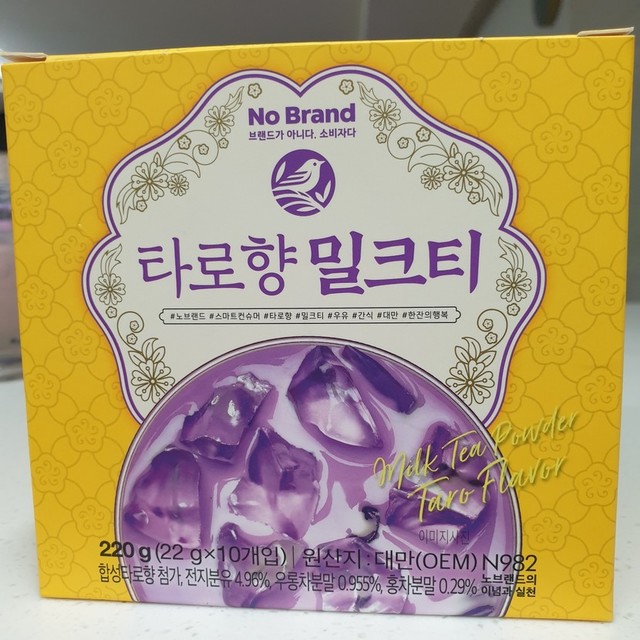 No Brand
브랜드가 아니다. 소비자다
타로향 밀크티
#노브랜드 #스마트컨슈머 #타로향 #밀크티 #우유 #간식 #대만 #한잔의행복
Milk Tea Powder
Taro Flavor
이미지사진
220 g (22 g×10개입) | 원산지 : 대만(OEM) N982
합성타로향 첨가, 전지분유 4.96%, 우롱차분말 0.955%, 홍차분말 0.29%
노브랜드의
이념과 실천